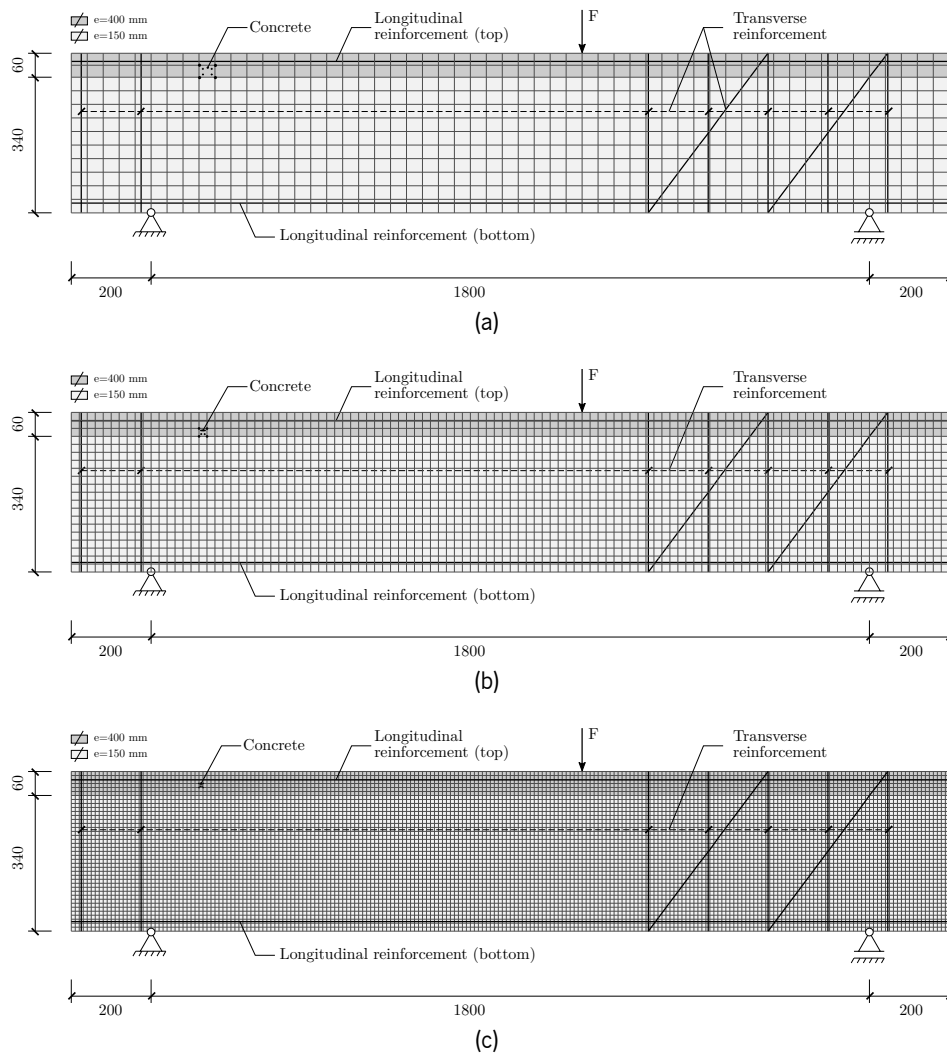 e=400 mm
e=150 mm
Concrete
Longitudinal
reinforcement (top)
F
Transverse
reinforcement
60
340
Longitudinal reinforcement (bottom)
200
1800
200
(a)
e=400 mm
e=150 mm
Concrete
Longitudinal
reinforcement (top)
F
Transverse
reinforcement
60
340
Longitudinal reinforcement (bottom)
200
1800
200
(b)
e=400 mm
e=150 mm
Concrete
Longitudinal
reinforcement (top)
F
Transverse
reinforcement
60
340
Longitudinal reinforcement (bottom)
200
1800
200
(c)